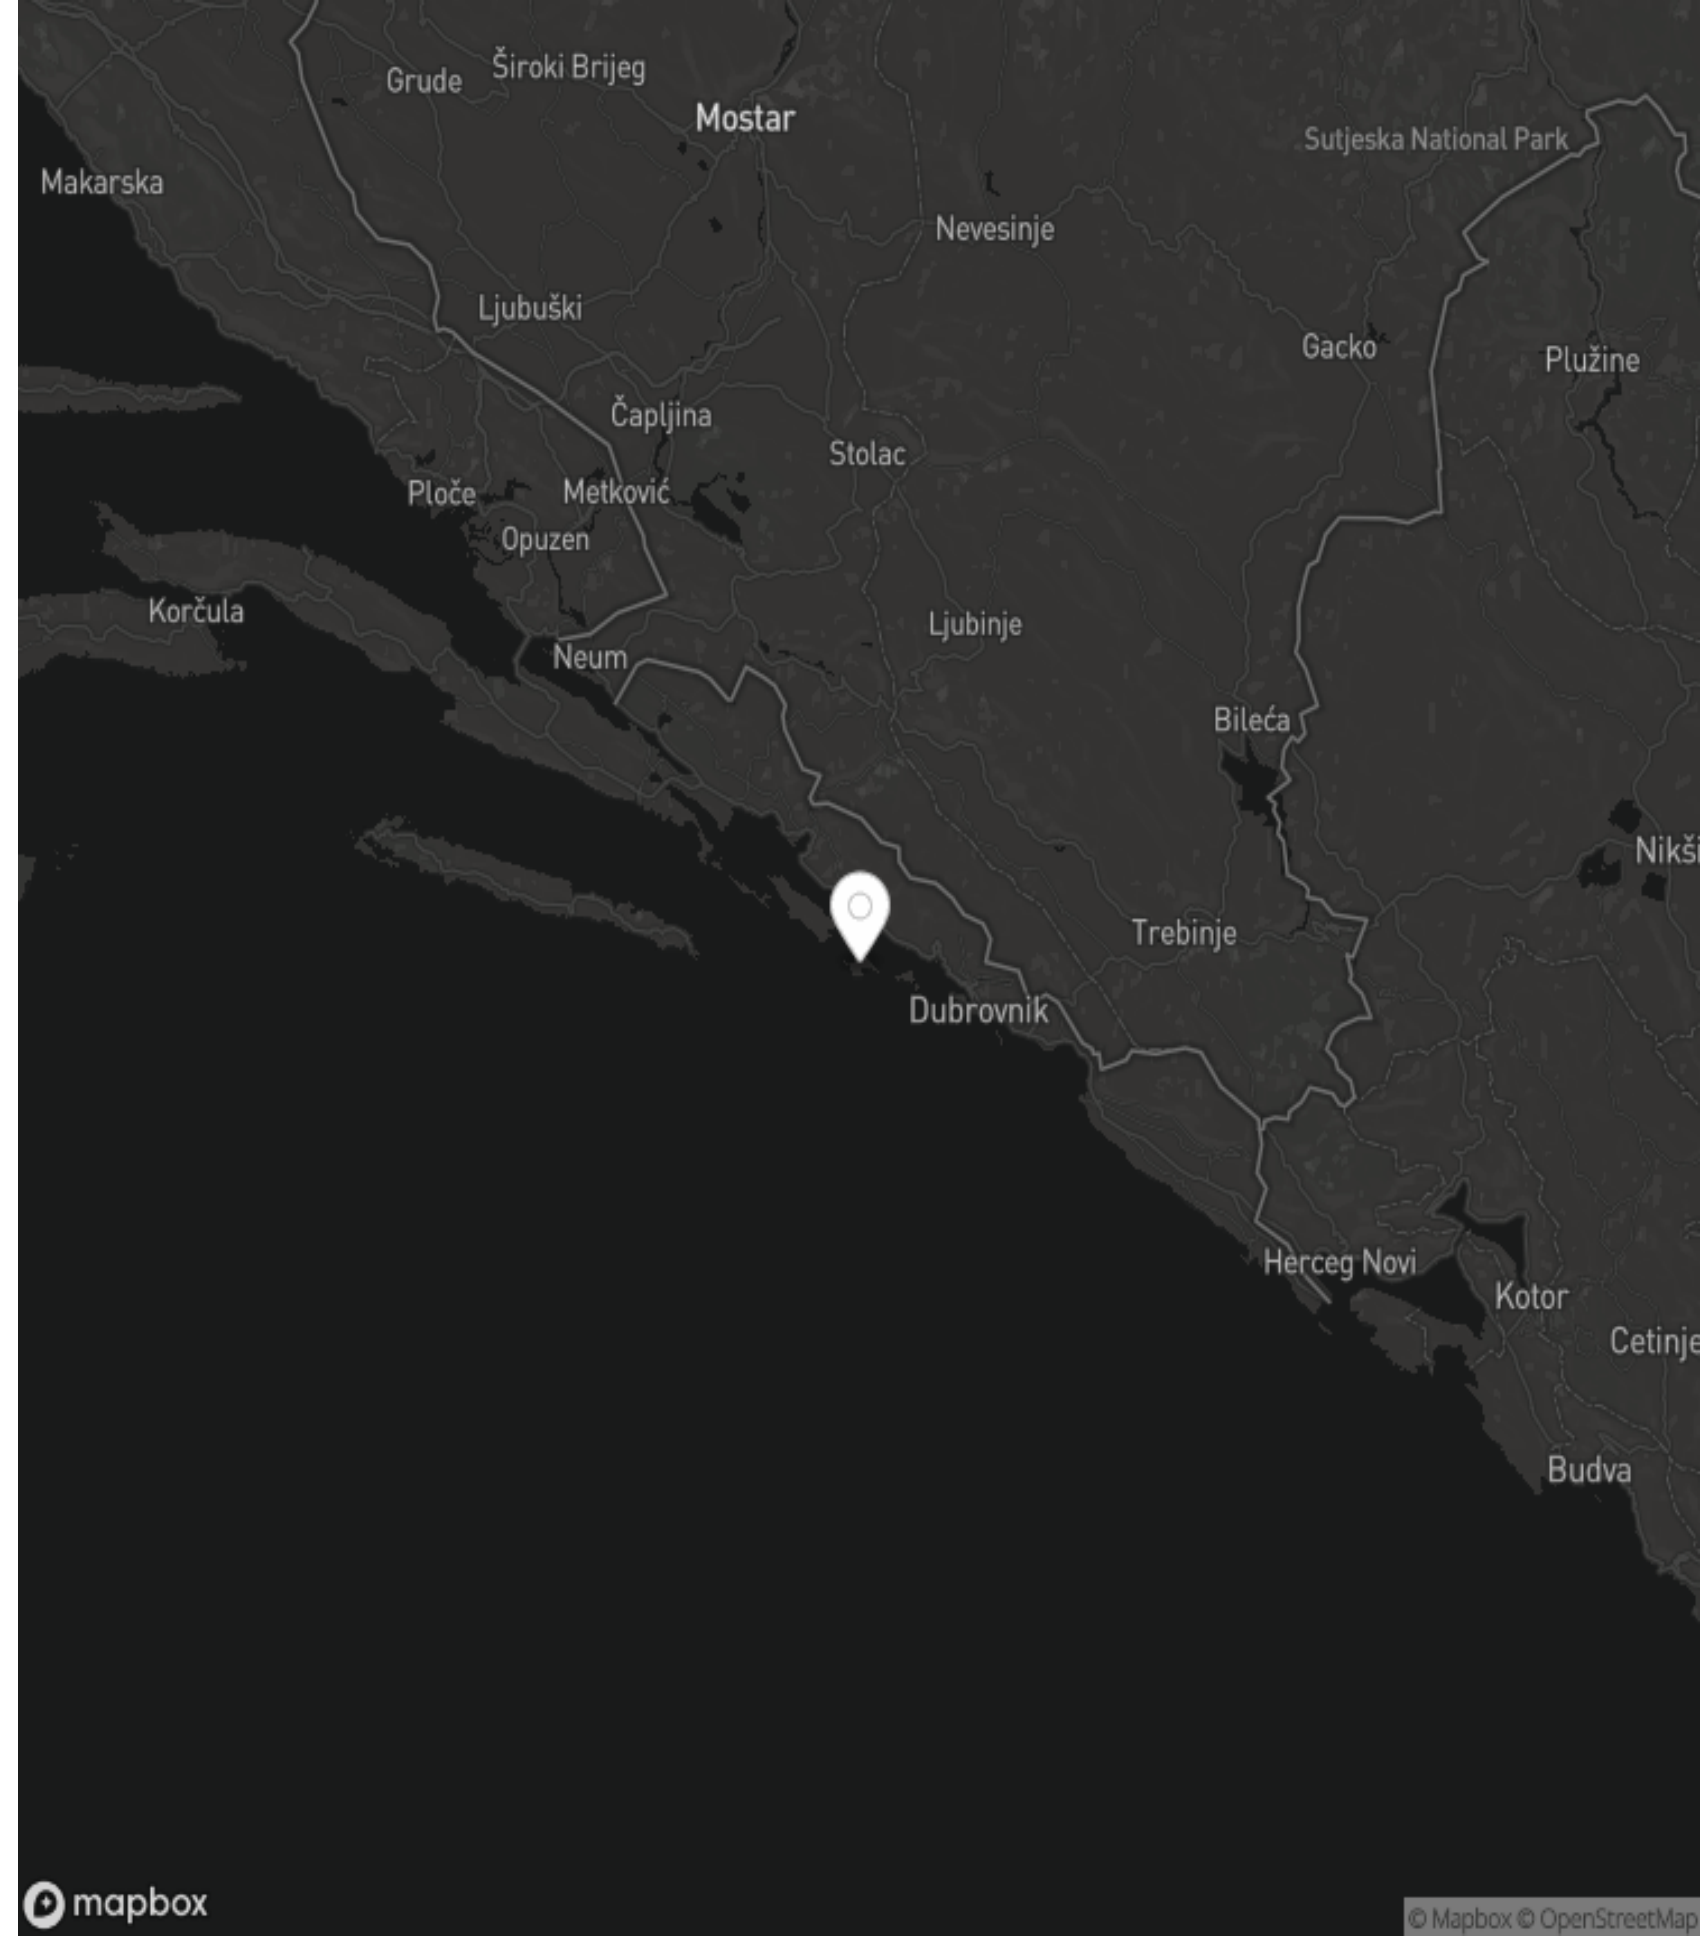 Široki Brijeg
Grude
Mostar
Sutjeska National Park
Makarska
Nevesinje
Ljubuški
Gacko
Plužine
Čapljina
Stolac
Ploče
Metković
Opuzen
Korčula
Ljubinje
Neum
Bileća
Nikši
Trebinje
Dubrovnik
Herceg Novi
Kotor
Cetinje
Budva
mapbox
© Mapbox © OpenStreetMap